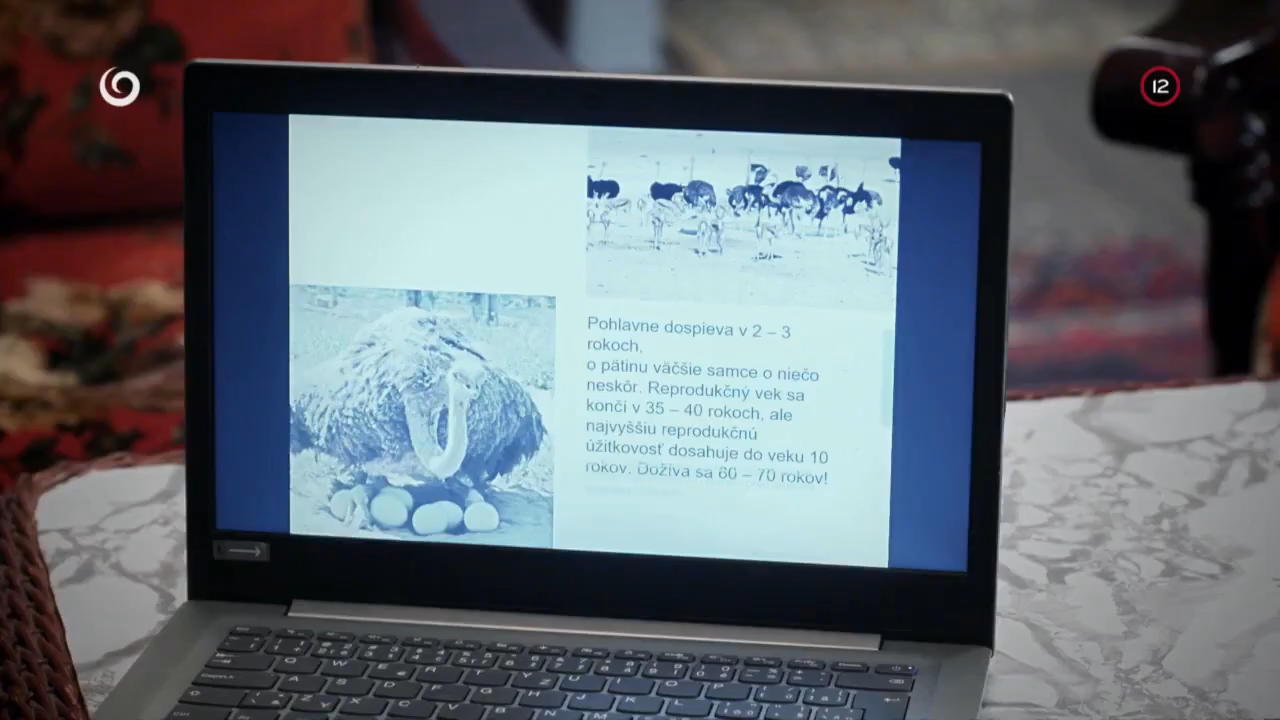 12
Pohlavne dospieva v 2 – 3
rokoch,
o pätinu väčšie samce o niečo
neskôr. Reprodukčný vek sa
končí v 35 – 40 rokoch, ale
najvyššiu reprodukčnú
úžitkovosť dosahuje do veku 10
rokov. Dožíva sa 60 – 70 rokov!
Q W E R T Z U I O P
A S D F G H J K L
Y X C V B N M